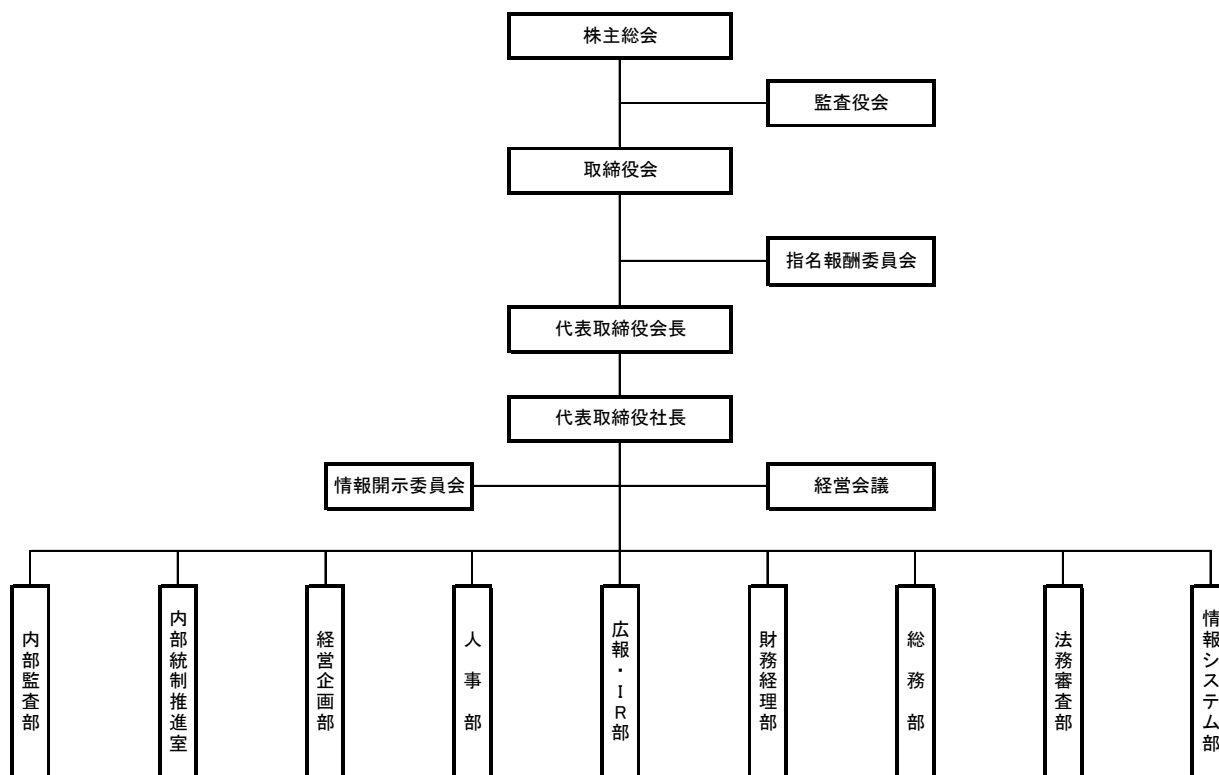 株主総会
監査役会
取締役会
指名報酬委員会
代表取締役会長
代表取締役社長
情報開示委員会
経営会議
内部監査部
内部統制推進室
経営企画部
人事部
広報・IR部
財務経理部
総務部
法務審査部
情報システム部